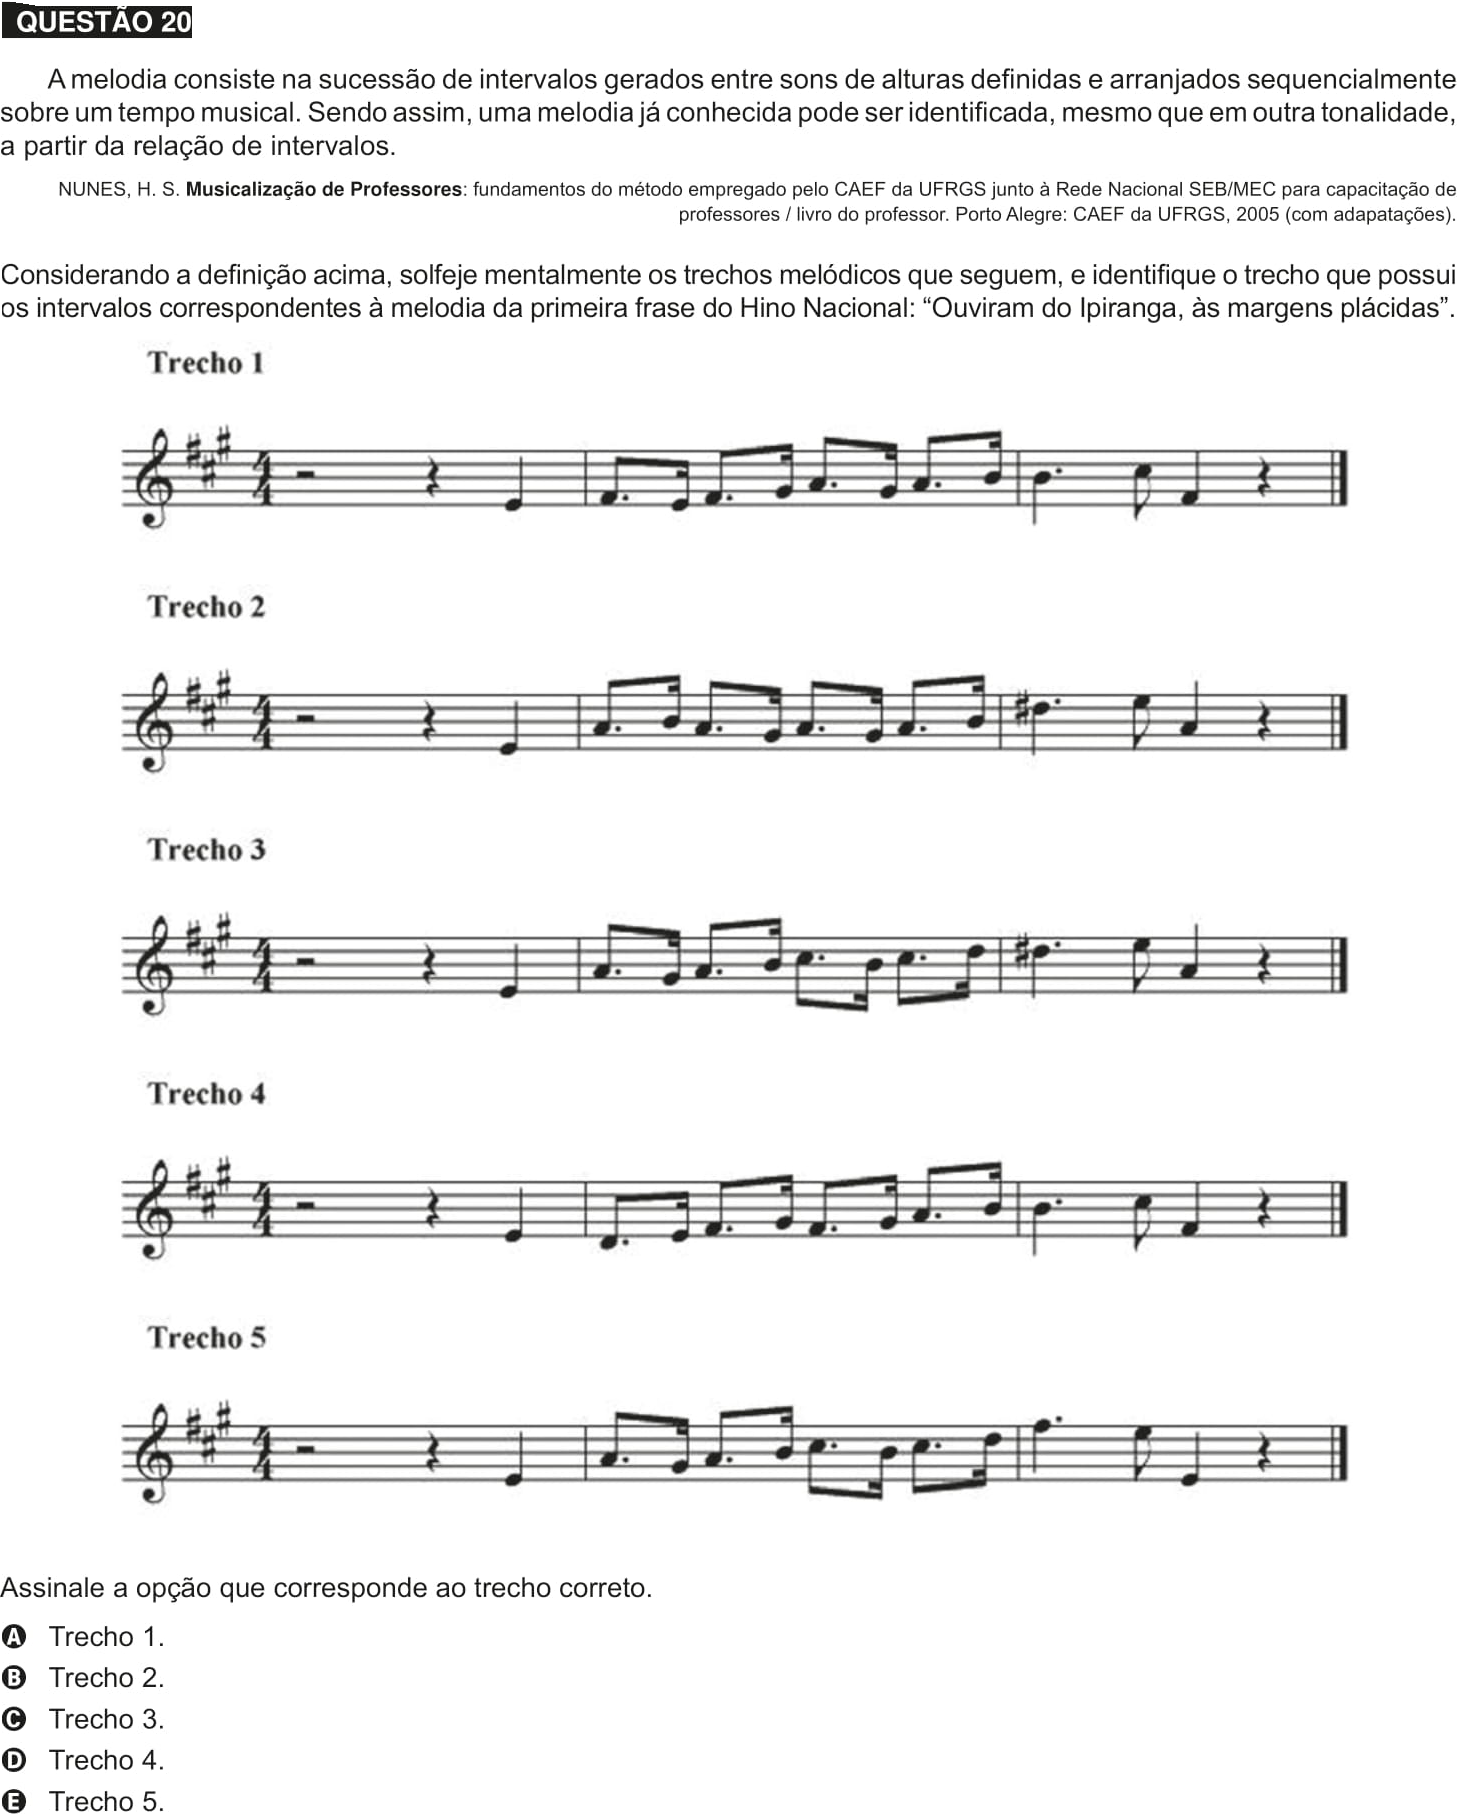 QUESTÃO 20
A melodia consiste na sucessão de intervalos gerados entre sons de alturas definidas e arranjados sequencialmente
sobre um tempo musical. Sendo assim, uma melodia já conhecida pode ser identificada, mesmo que em outra tonalidade,
a partir da relação de intervalos.
NUNES, H. S. Musicalização de Professores: fundamentos do método empregado pelo CAEF da UFRGS junto à Rede Nacional SEB/MEC para capacitação de
professores / livro do professor. Porto Alegre: CAEF da UFRGS, 2005 (com adapatações).
Considerando a definição acima, solfeje mentalmente os trechos melódicos que seguem, e identifique o trecho que possui
os intervalos correspondentes à melodia da primeira frase do Hino Nacional: “Ouviram do Ipiranga, às margens plácidas”.
Trecho 1
4
4
Trecho 2
4
4
Trecho 3
4
4
Trecho 4
4
4
Trecho 5
4
4
Assinale a opção que corresponde ao trecho correto.
A Trecho 1.
B Trecho 2.
C Trecho 3.
D Trecho 4.
E Trecho 5.